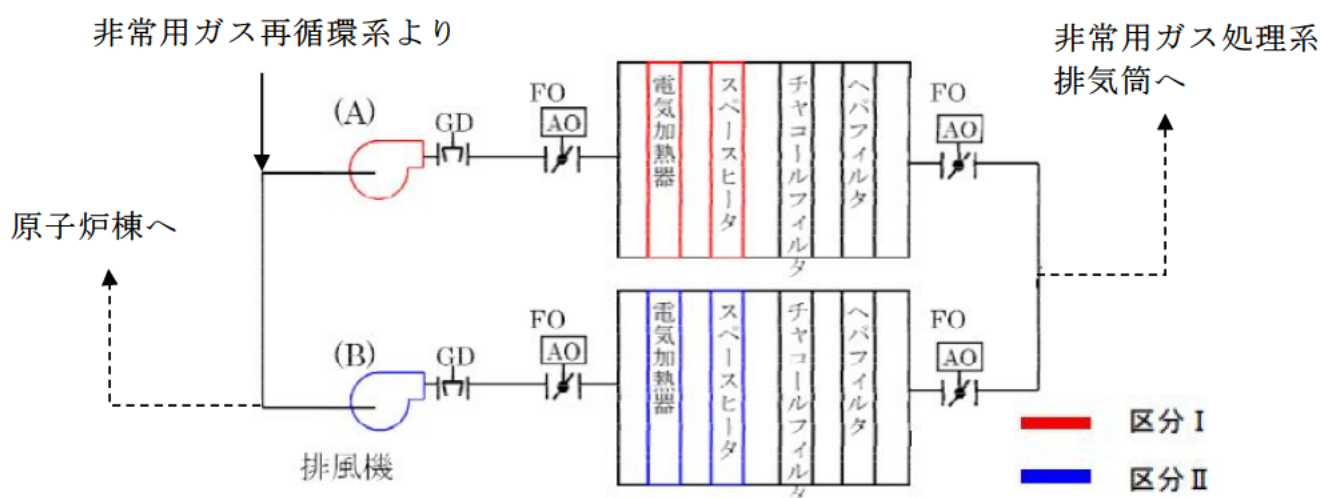 非常用ガス再循環系より
非常用ガス処理系
排気筒へ
原子炉棟へ
(A)
GD
FO
AO
電気加熱器
スペースヒータ
チャコールフィルタ
ヘパフィルタ
FO
AO
(B)
GD
FO
AO
電気加熱器
スペースヒータ
チャコールフィルタ
ヘパフィルタ
FO
AO
排風機
区分Ⅰ
区分Ⅱ